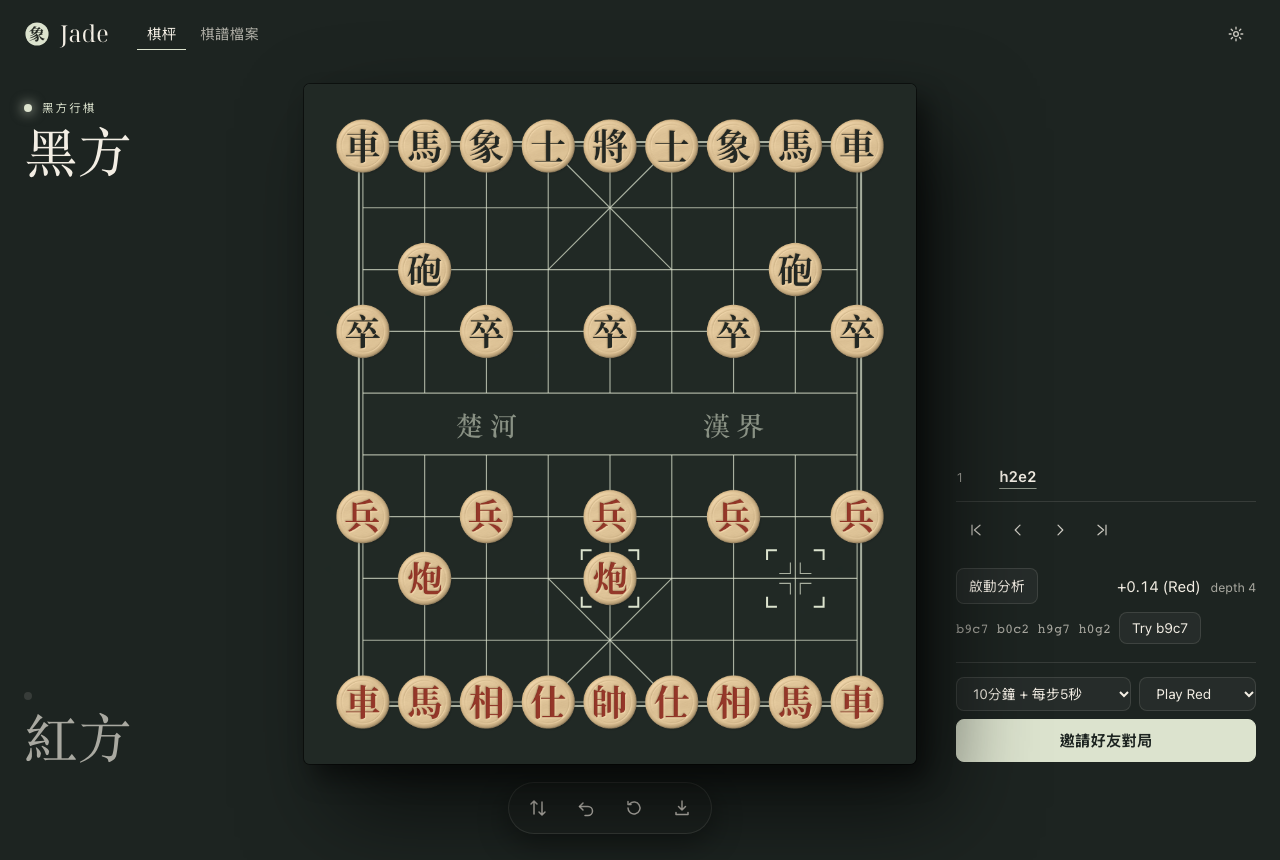 象 Jade 棋枰 棋譜檔案
黑方行棋
黑方
車 馬 象 士 將 士 象 馬 車
砲 砲
卒 卒 卒 卒 卒
楚河 漢界
1 h2e2
兵 兵 兵 兵 兵
炮 炮
啟動分析 +0.14 (Red) depth 4
b9c7 b0c2 h9g7 h0g2 Try b9c7
10分鐘 + 每步5秒 Play Red
車 馬 相 仕 帥 仕 相 馬 車
紅方
邀請好友對局